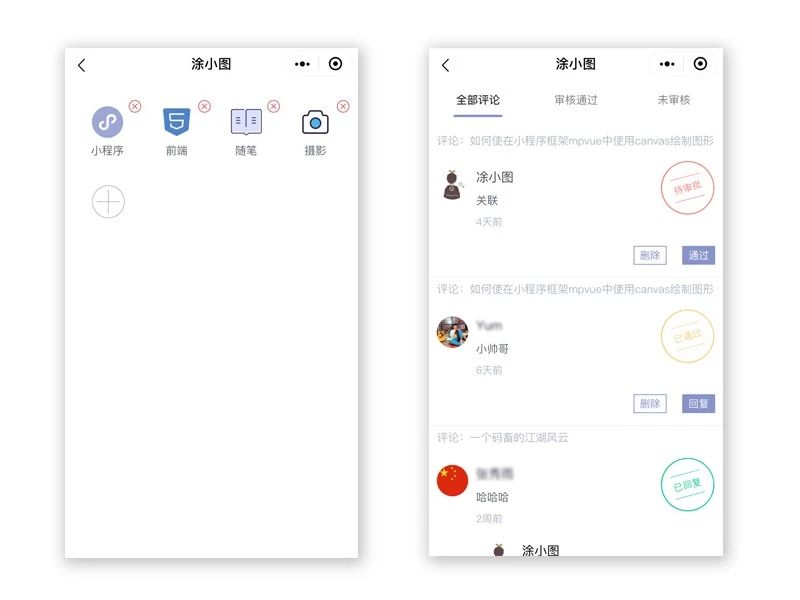 涂小图
小程序
前端
随笔
摄影
涂小图
全部评论
审核通过
未审核
评论：如何使在小程序框架mpvue中使用canvas绘制图形
涂小图
关联
4天前
待审批
删除
通过
评论：如何使在小程序框架mpvue中使用canvas绘制图形
Yum
小帅哥
6天前
已通过
删除
回复
评论：一个码畜的江湖风云
哈哈哈
2周前
已回复
涂小图